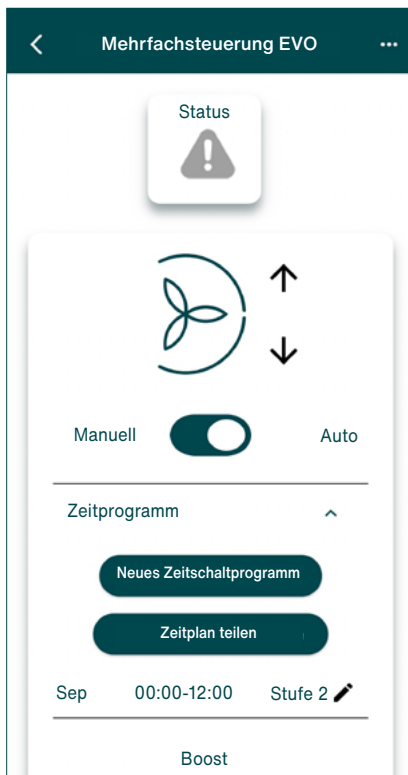 Mehrfachsteuerung EVO
Status
Manuell Auto
Zeitprogramm
Neues Zeitschaltprogramm
Zeitplan teilen
Sep 00:00-12:00 Stufe 2
Boost